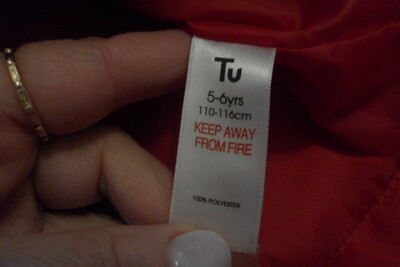 Tu
5-6yrs
110-116cm
KEEP AWAY
FROM FIRE
100% POLYESTER